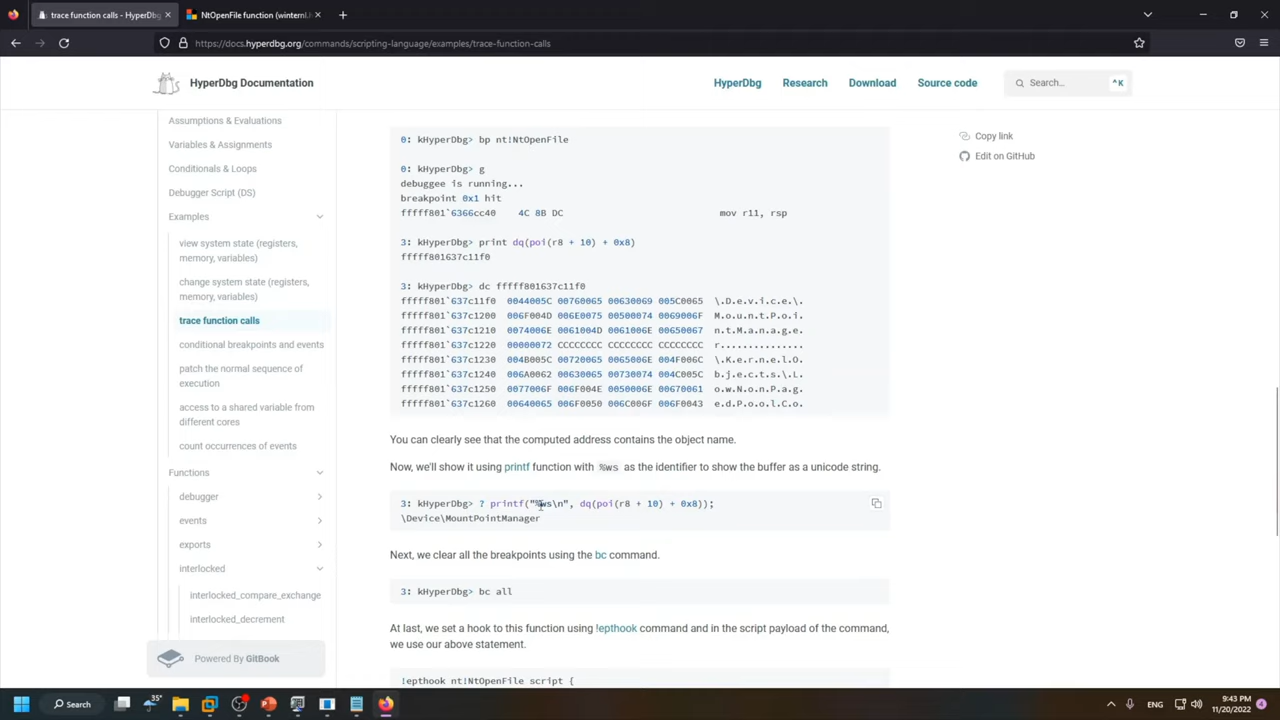 trace function calls - HyperDbg
NtOpenFile function (winternl.
https://docs.hyperdbg.org/commands/scripting-language/examples/trace-function-calls
HyperDbg Documentation
HyperDbg
Research
Download
Source code
Search...
^K
Assumptions & Evaluations
Variables & Assignments
Conditionals & Loops
Debugger Script (DS)
Examples
view system state (registers,
memory, variables)
change system state (registers,
memory, variables)
trace function calls
conditional breakpoints and events
patch the normal sequence of
execution
access to a shared variable from
different cores
count occurrences of events
Functions
debugger
events
exports
interlocked
interlocked_compare_exchange
interlocked_decrement
Powered By GitBook
0: kHyperDbg> bp nt!NtOpenFile
0: kHyperDbg> g
debuggee is running...
breakpoint 0x1 hit
fffff801`6366cc40 4C 8B DC mov r11, rsp
3: kHyperDbg> print dq(poi(r8 + 10) + 0x8)
fffff801637c11f0
3: kHyperDbg> dc fffff801637c11f0
fffff801`637c11f0 0044005C 00760065 00630069 005C0065 \.D.e.v.i.c.e.\.
fffff801`637c1200 006F004D 006E0075 00500074 0069006F M.o.u.n.t.P.o.i.
fffff801`637c1210 0074006E 0061004D 0061006E 00650067 n.t.M.a.n.a.g.e.
fffff801`637c1220 00000072 CCCCCCCC CCCCCCCC CCCCCCCC r...............
fffff801`637c1230 004B005C 00720065 0065006E 004F006C \.K.e.r.n.e.l.O.
fffff801`637c1240 006A0062 00630065 00730074 004C005C b.j.e.c.t.s.\.L.
fffff801`637c1250 0077006F 006F004E 0050006E 00670061 o.w.N.o.n.P.a.g.
fffff801`637c1260 00640065 006F0050 006C006F 006F0043 e.d.P.o.o.l.C.o.
You can clearly see that the computed address contains the object name.
Now, we'll show it using printf function with %ws as the identifier to show the buffer as a unicode string.
3: kHyperDbg> ? printf("%ws\n", dq(poi(r8 + 10) + 0x8));
\Device\MountPointManager
Next, we clear all the breakpoints using the bc command.
3: kHyperDbg> bc all
At last, we set a hook to this function using !epthook command and in the script payload of the command,
we use our above statement.
!epthook nt!NtOpenFile script {
Copy link
Edit on GitHub
Search
35°
ENG
9:43 PM
11/20/2022
4